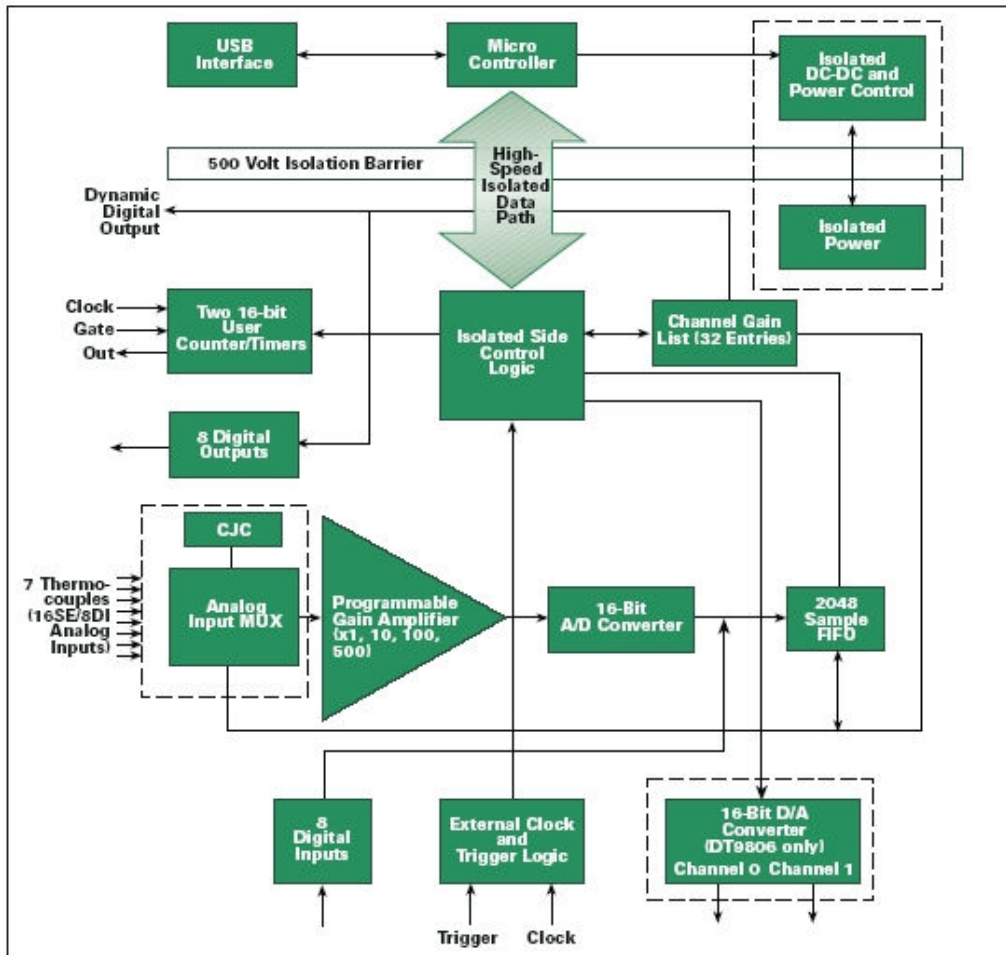 USB
Interface
Micro
Controller
Isolated
DC-DC and
Power Control
500 Volt Isolation Barrier
High-
Speed
Isolated
Data
Path
Dynamic
Digital
Output
Isolated
Power
Clock
Gate
Out
Two 16-bit
User
Counter/Timers
Isolated Side
Control
Logic
Channel Gain
List (32 Entries)
8 Digital
Outputs
CJC
7 Thermo-
couples
(16SE/8DI
Analog
Inputs)
Analog
Input MUX
Programmable
Gain Amplifier
(x1, 10, 100,
500)
16-Bit
A/D Converter
2048
Sample
FIFO
8
Digital
Inputs
External Clock
and
Trigger Logic
16-Bit D/A
Converter
(DT9806 only)
Channel 0 Channel 1
Trigger
Clock